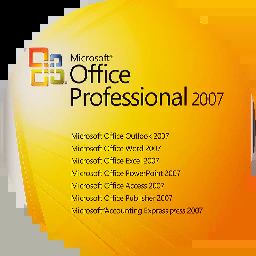 Microsoft®
Office
Professional 2007
Microsoft Office Outlook 2007
Microsoft Office Word 2007
Microsoft Office Excel 2007
Microsoft Office PowerPoint 2007
Microsoft Office Access 2007
Microsoft Office Publisher 2007
Microsoft Accounting Express press 2007